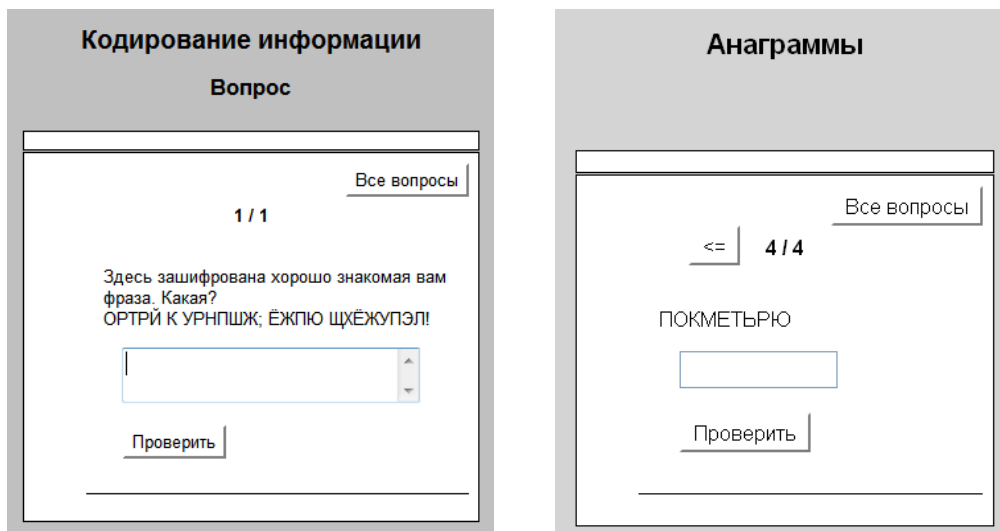 Кодирование информации
Вопрос
Все вопросы
1 / 1
Здесь зашифрована хорошо знакомая вам
фраза. Какая?
ОРТРЙ К УРНПШЖ; ЁЖПЮ ЩХЁЖУПЭЛ!
Проверить
Анаграммы
Все вопросы
<= 4 / 4
ПОКМЕТЬРЮ
Проверить